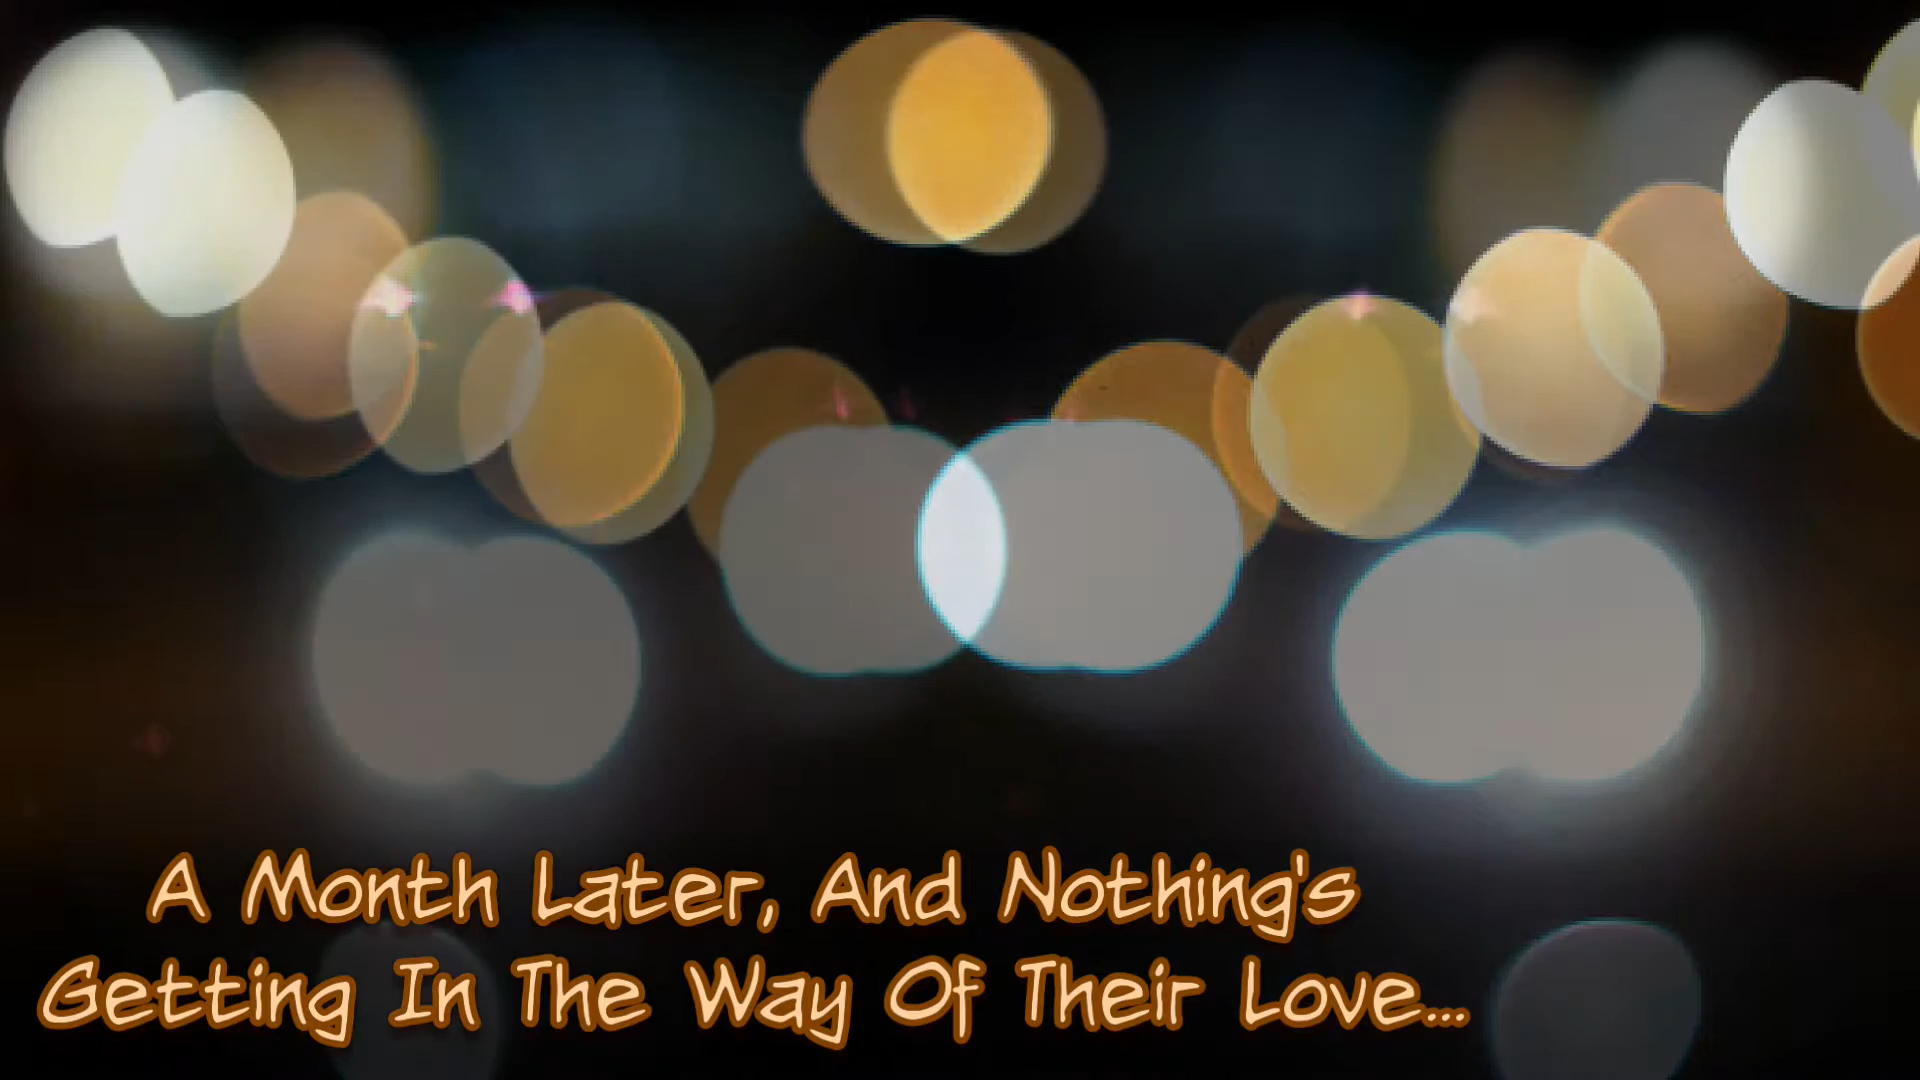 A Month Later, And Nothing's
Getting In The Way Of Their Love...